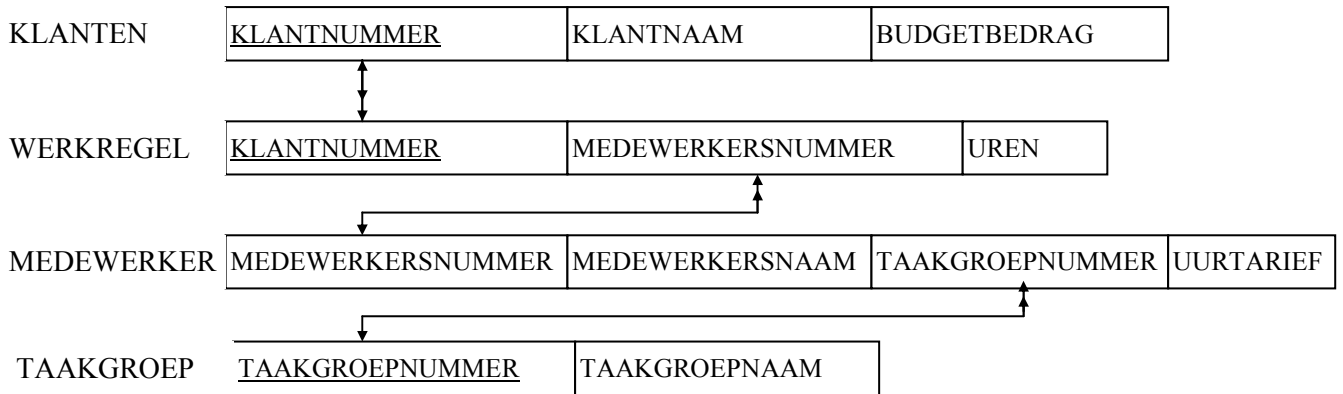 KLANTEN KLANTNUMMER KLANTNAAM BUDGETBEDRAG
WERKREGEL KLANTNUMMER MEDEWERKERSNUMMER UREN
MEDEWERKER MEDEWERKERSNUMMER MEDEWERKERSNAAM TAAKGROEPNUMMER UURTARIEF
TAAKGROEP TAAKGROEPNUMMER TAAKGROEPNAAM